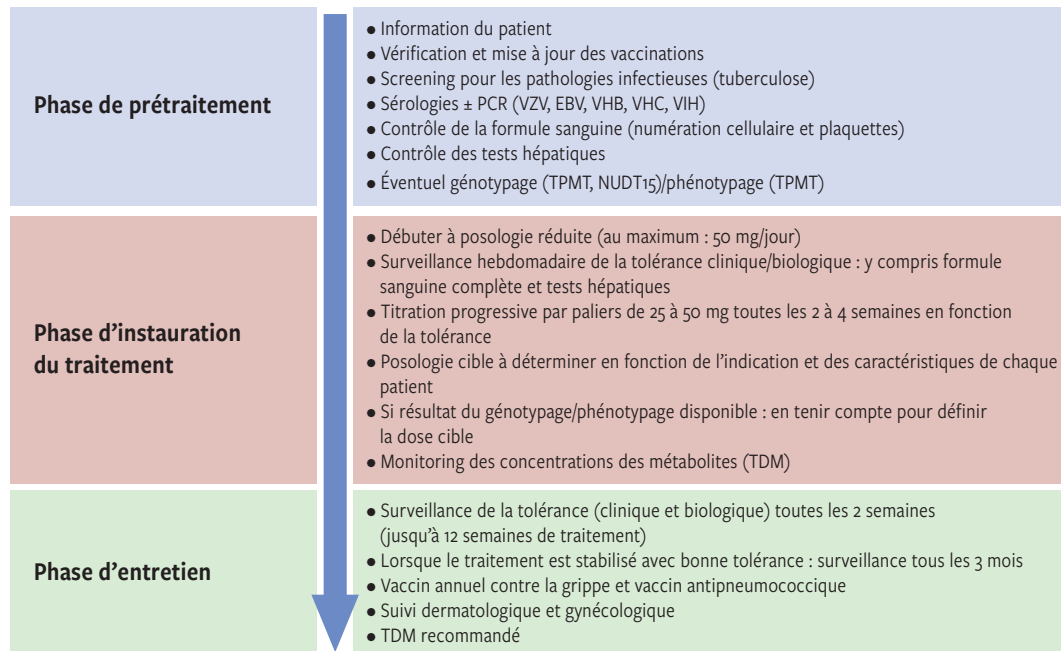 Phase de prétraitement
● Information du patient
● Vérification et mise à jour des vaccinations
● Screening pour les pathologies infectieuses (tuberculose)
● Sérologies ± PCR (VZV, EBV, VHB, VHC, VIH)
● Contrôle de la formule sanguine (numération cellulaire et plaquettes)
● Contrôle des tests hépatiques
● Éventuel génotypage (TPMT, NUDT15)/phénotypage (TPMT)
Phase d’instauration
du traitement
● Débuter à posologie réduite (au maximum : 50 mg/jour)
● Surveillance hebdomadaire de la tolérance clinique/biologique : y compris formule
sanguine complète et tests hépatiques
● Titration progressive par paliers de 25 à 50 mg toutes les 2 à 4 semaines en fonction
de la tolérance
● Posologie cible à déterminer en fonction de l’indication et des caractéristiques de chaque
patient
● Si résultat du génotypage/phénotypage disponible : en tenir compte pour définir
la dose cible
● Monitoring des concentrations des métabolites (TDM)
Phase d’entretien
● Surveillance de la tolérance (clinique et biologique) toutes les 2 semaines
(jusqu’à 12 semaines de traitement)
● Lorsque le traitement est stabilisé avec bonne tolérance : surveillance tous les 3 mois
● Vaccin annuel contre la grippe et vaccin antipneumococcique
● Suivi dermatologique et gynécologique
● TDM recommandé